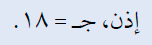 إذن، جـ = ١٨.